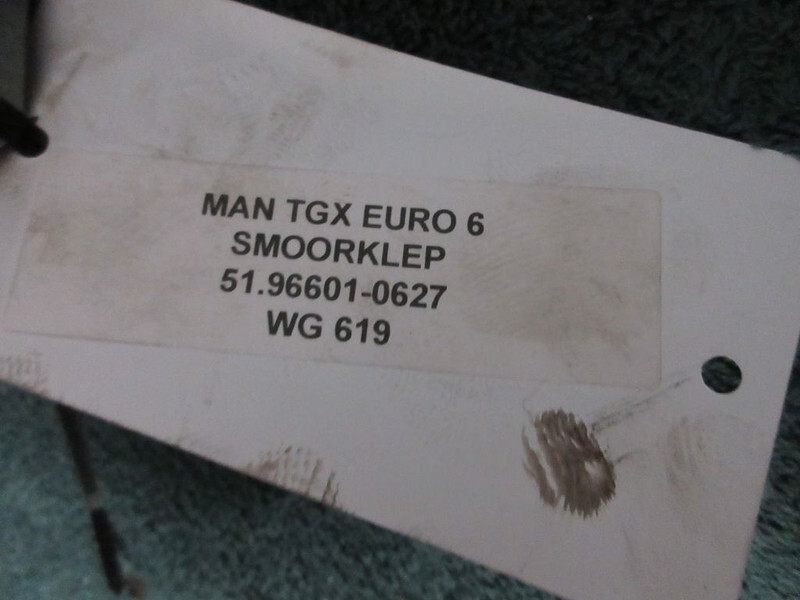 MAN TGX EURO 6
SMOORKLEP
51.96601-0627
WG 619